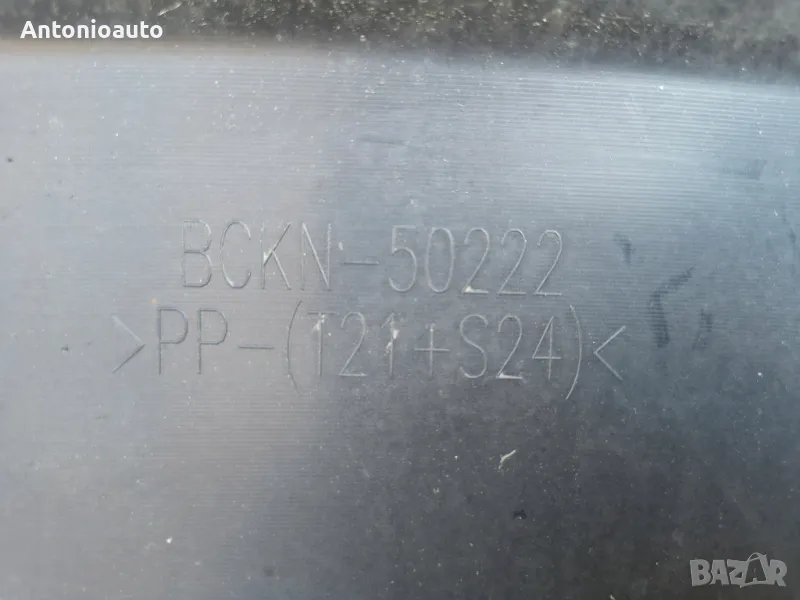 Antonioauto
BCKN-50222
>PP-(T21+S24)<
BAZAR